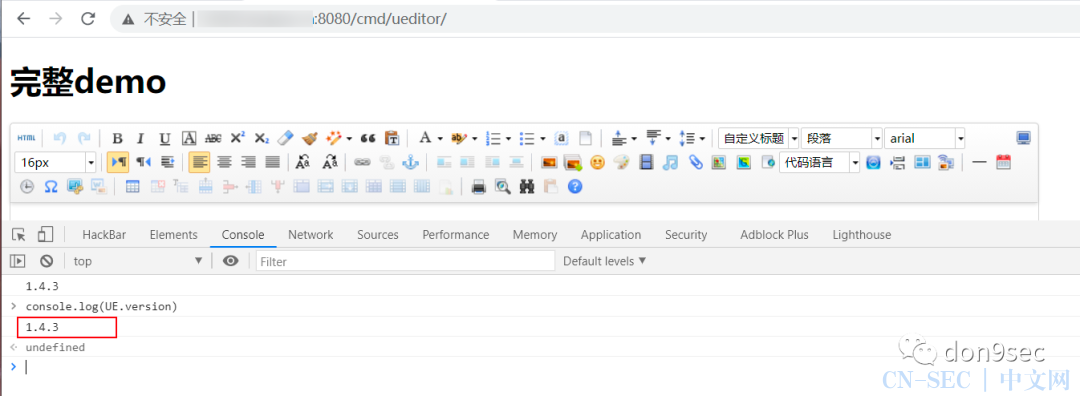 不安全 | :8080/cmd/ueditor/
完整demo
HTML B I U A ABC X² X₂ A a 自定义标题 段落 arial
16px 代码语言
Ω
HackBar Elements Console Network Sources Performance Memory Application Security Adblock Plus Lighthouse
top Filter Default levels
1.4.3
console.log(UE.version)
1.4.3
undefined
don9sec
CN-SEC | 中文网